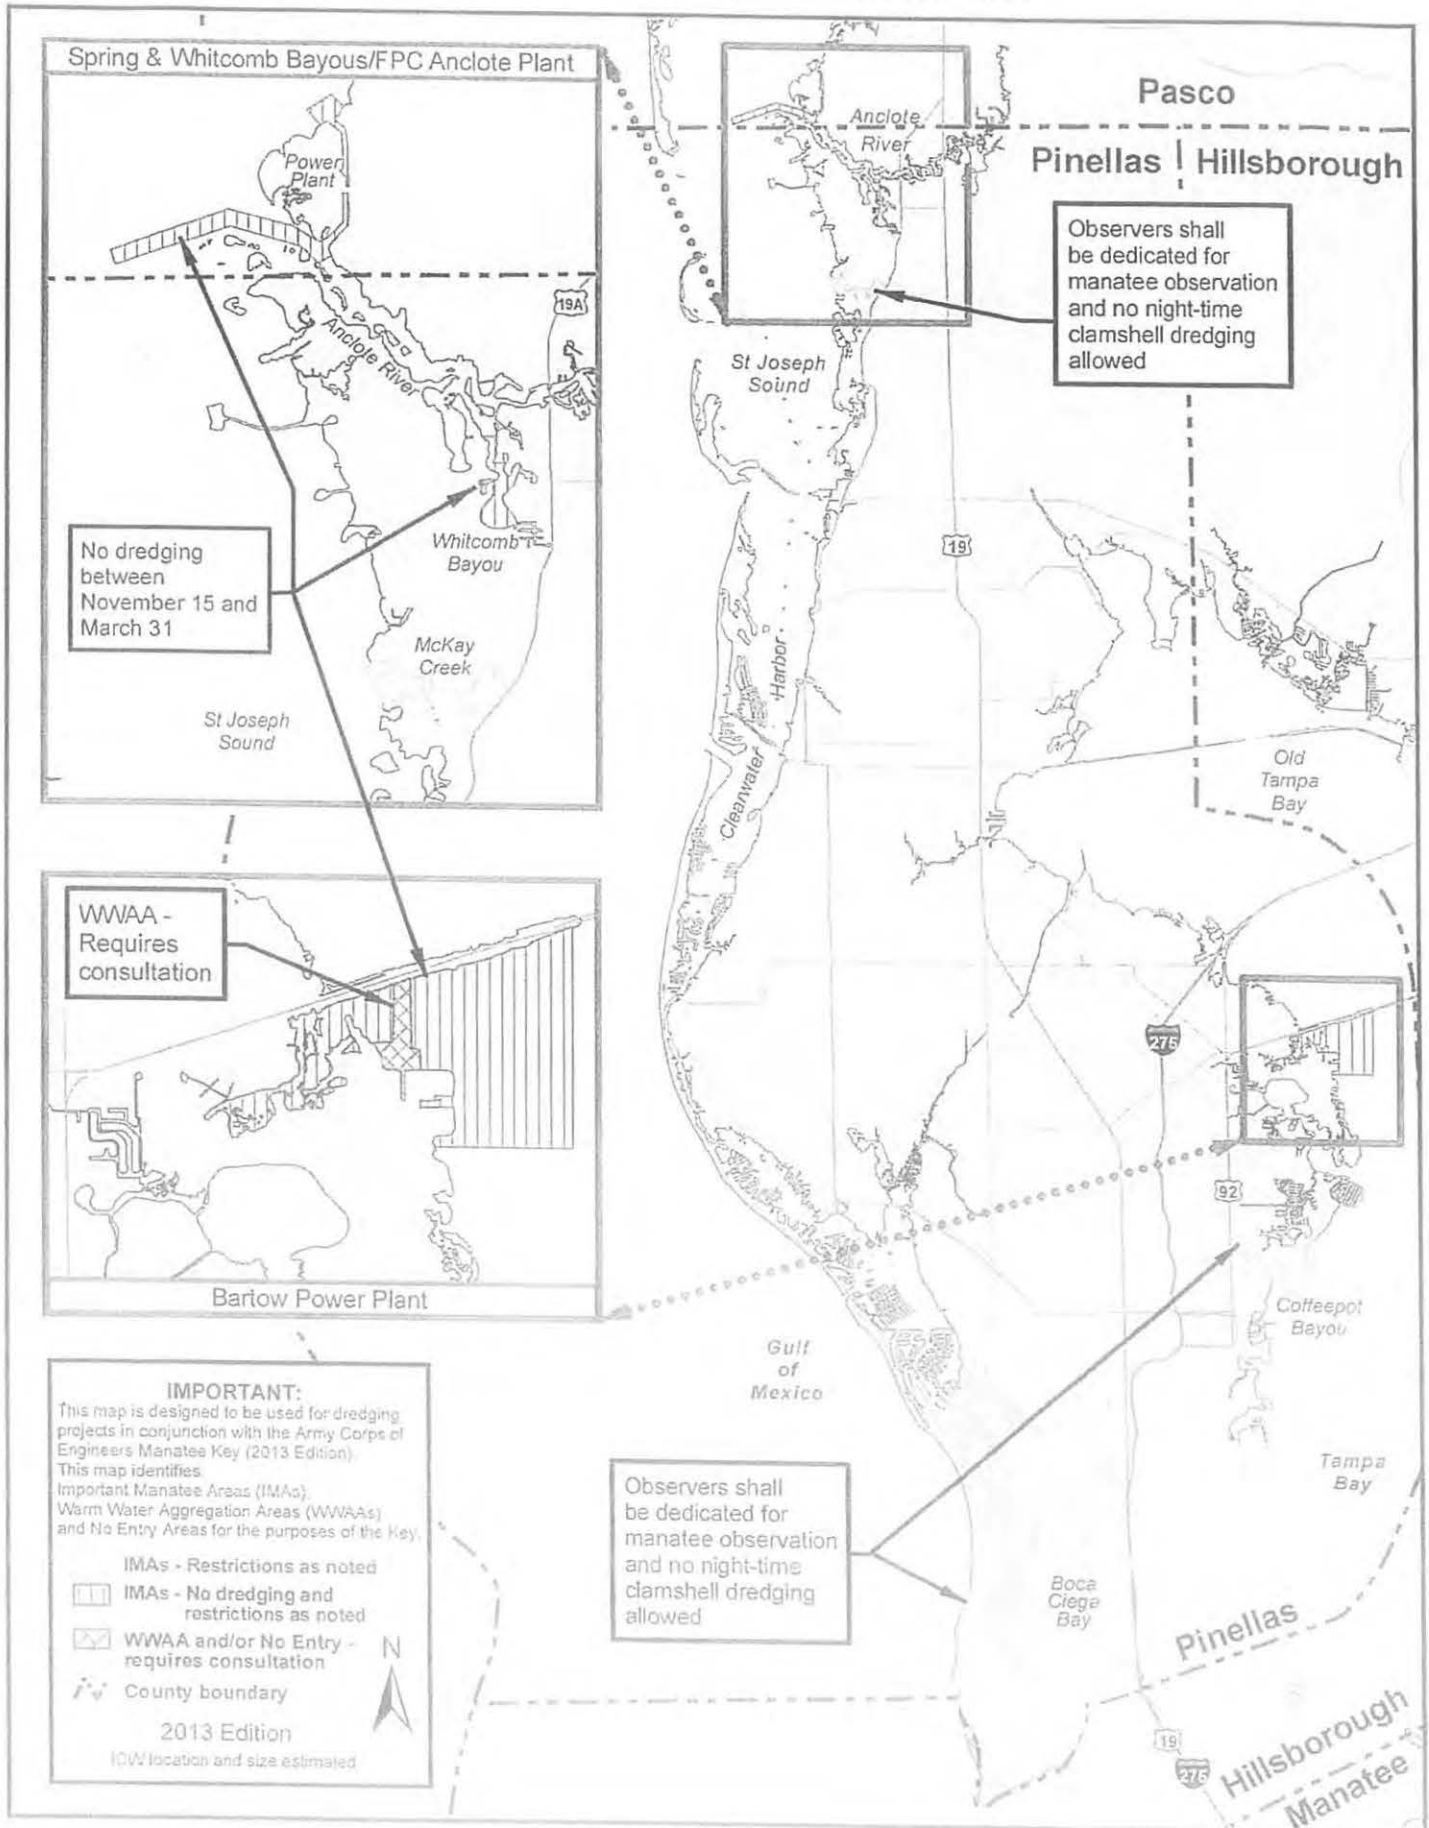 Spring & Whitcomb Bayous/FPC Anclote Plant
Power
Plant
19A
Anclote River
No dredging
between
November 15 and
March 31
Whitcomb
Bayou
McKay
Creek
St Joseph
Sound
WWAA -
Requires
consultation
Bartow Power Plant
IMPORTANT:
This map is designed to be used for dredging
projects in conjunction with the Army Corps of
Engineers Manatee Key (2013 Edition).
This map identifies
Important Manatee Areas (IMAs),
Warm Water Aggregation Areas (WWAAs)
and No Entry Areas for the purposes of the Key.
IMAs - Restrictions as noted
IMAs - No dredging and
restrictions as noted
WWAA and/or No Entry -
requires consultation
County boundary
N
2013 Edition
ICW location and size estimated
Pasco
Anclote
River
Pinellas
Hillsborough
Observers shall
be dedicated for
manatee observation
and no night-time
clamshell dredging
allowed
St Joseph
Sound
19
Harbor
Clearwater
Old
Tampa
Bay
275
92
Coffeepot
Bayou
Gulf
of
Mexico
Tampa
Bay
Observers shall
be dedicated for
manatee observation
and no night-time
clamshell dredging
allowed
Boca
Ciega
Bay
Pinellas
19
275
Hillsborough
Manatee